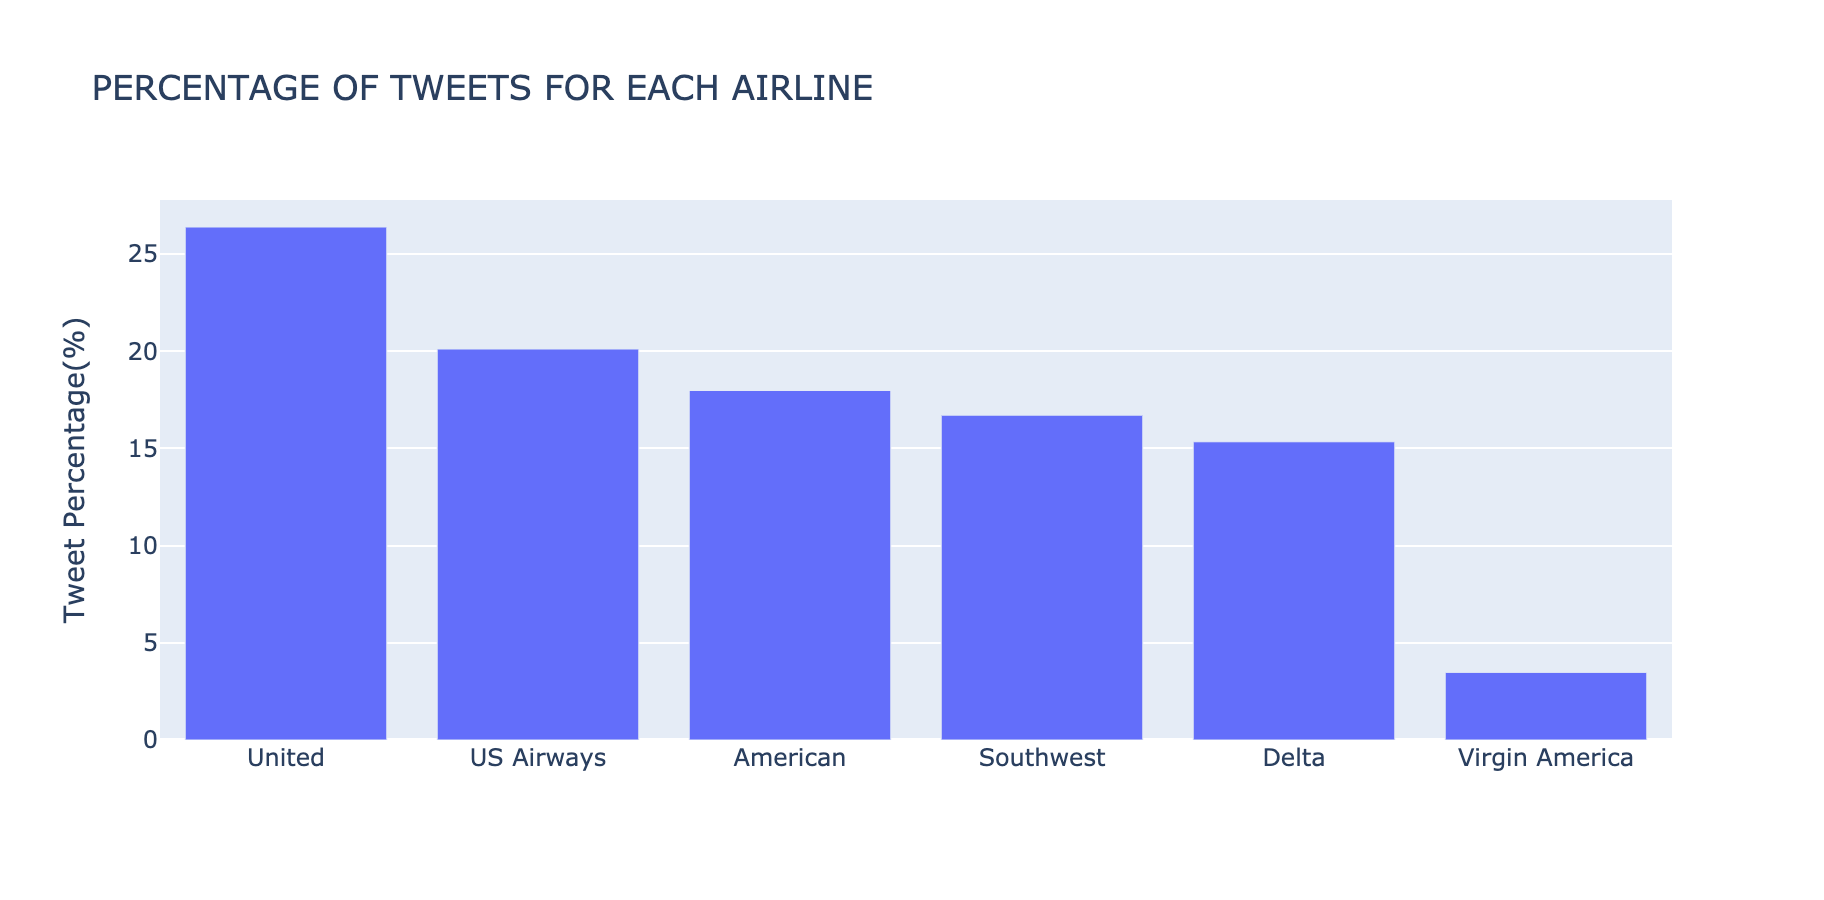 PERCENTAGE OF TWEETS FOR EACH AIRLINE
Tweet Percentage(%)
25
20
15
10
5
0
United
US Airways
American
Southwest
Delta
Virgin America